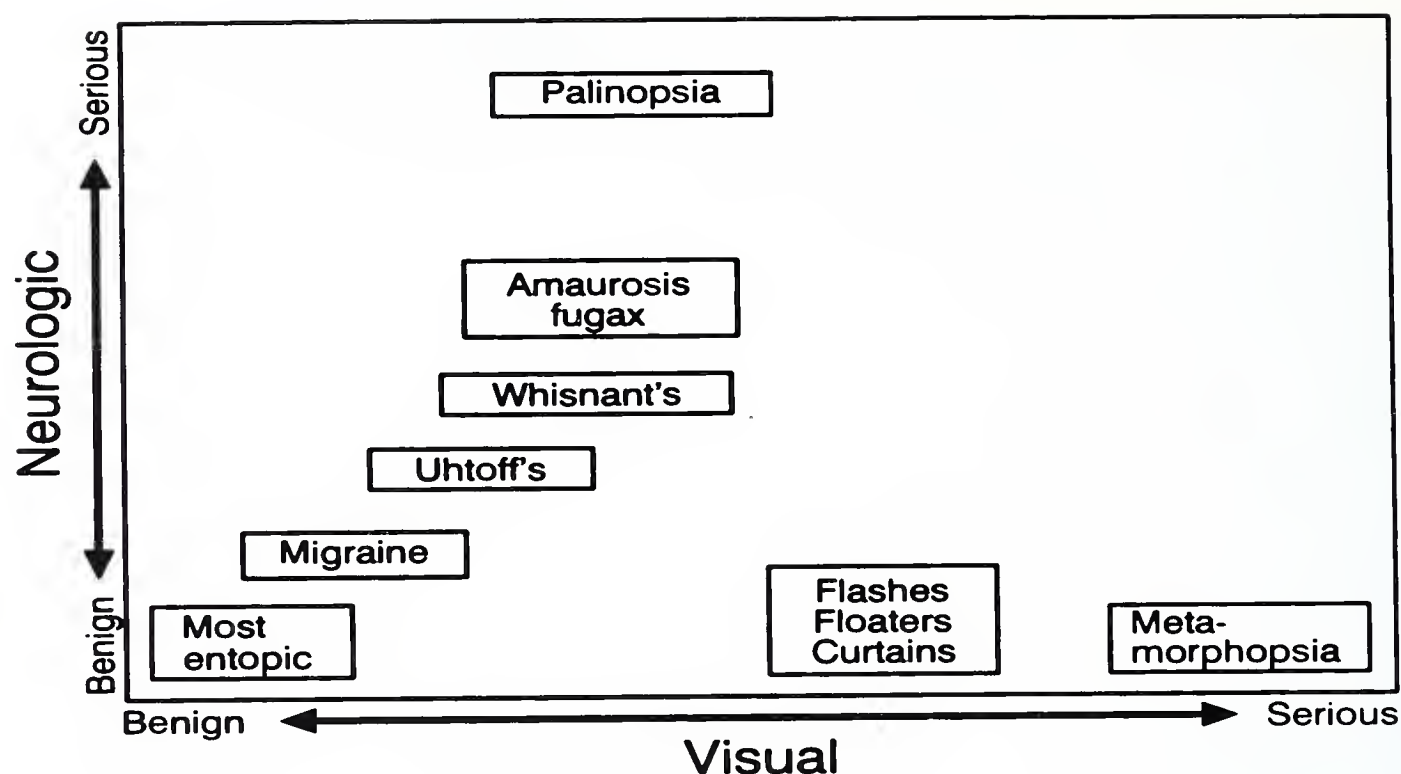 Serious
Neurologic
Benign
Palinopsia
Amaurosis
fugax
Whisnant's
Uhtoff's
Migraine
Most
entopic
Flashes
Floaters
Curtains
Meta-
morphopsia
Benign
Serious
Visual